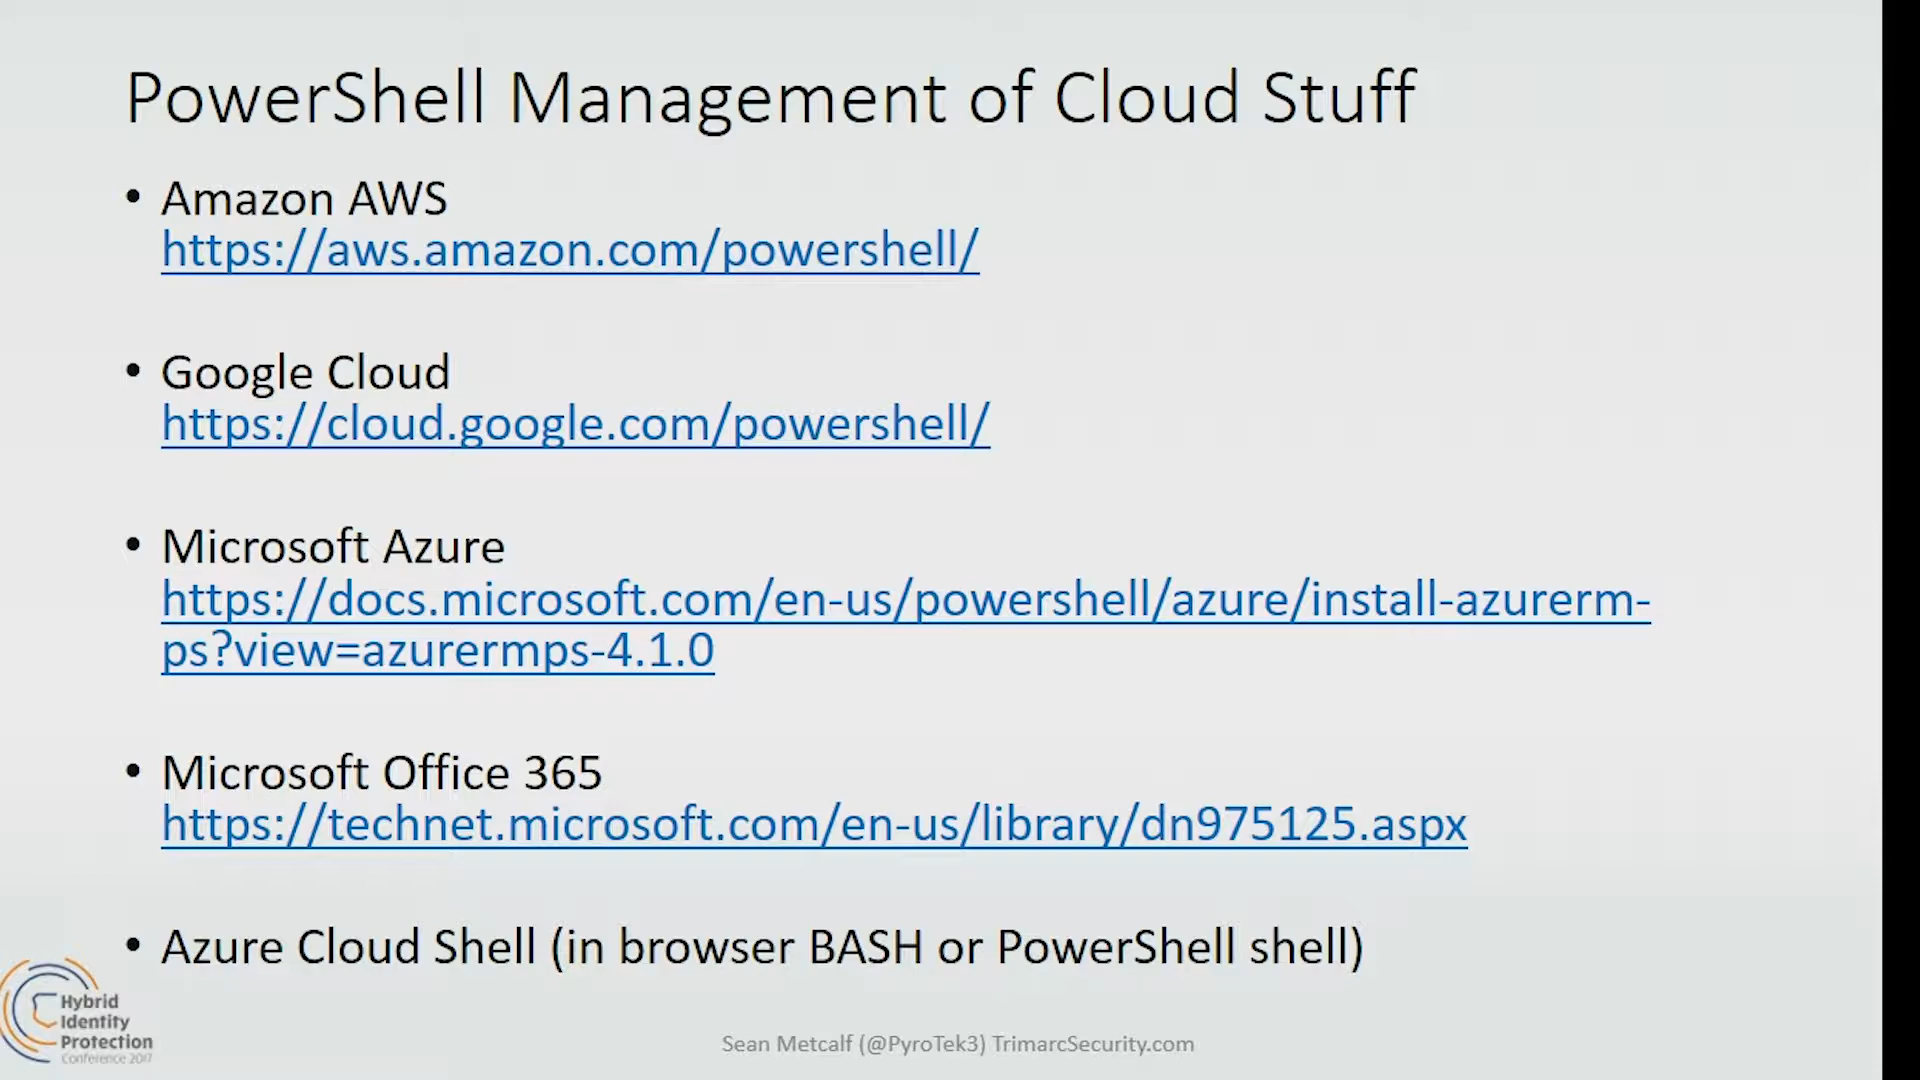 PowerShell Management of Cloud Stuff
• Amazon AWS
https://aws.amazon.com/powershell/
• Google Cloud
https://cloud.google.com/powershell/
• Microsoft Azure
https://docs.microsoft.com/en-us/powershell/azure/install-azurerm-
ps?view=azurermps-4.1.0
• Microsoft Office 365
https://technet.microsoft.com/en-us/library/dn975125.aspx
• Azure Cloud Shell (in browser BASH or PowerShell shell)
Hybrid
Identity
Protection
Conference 2017
Sean Metcalf (@PyroTek3) TrimarcSecurity.com